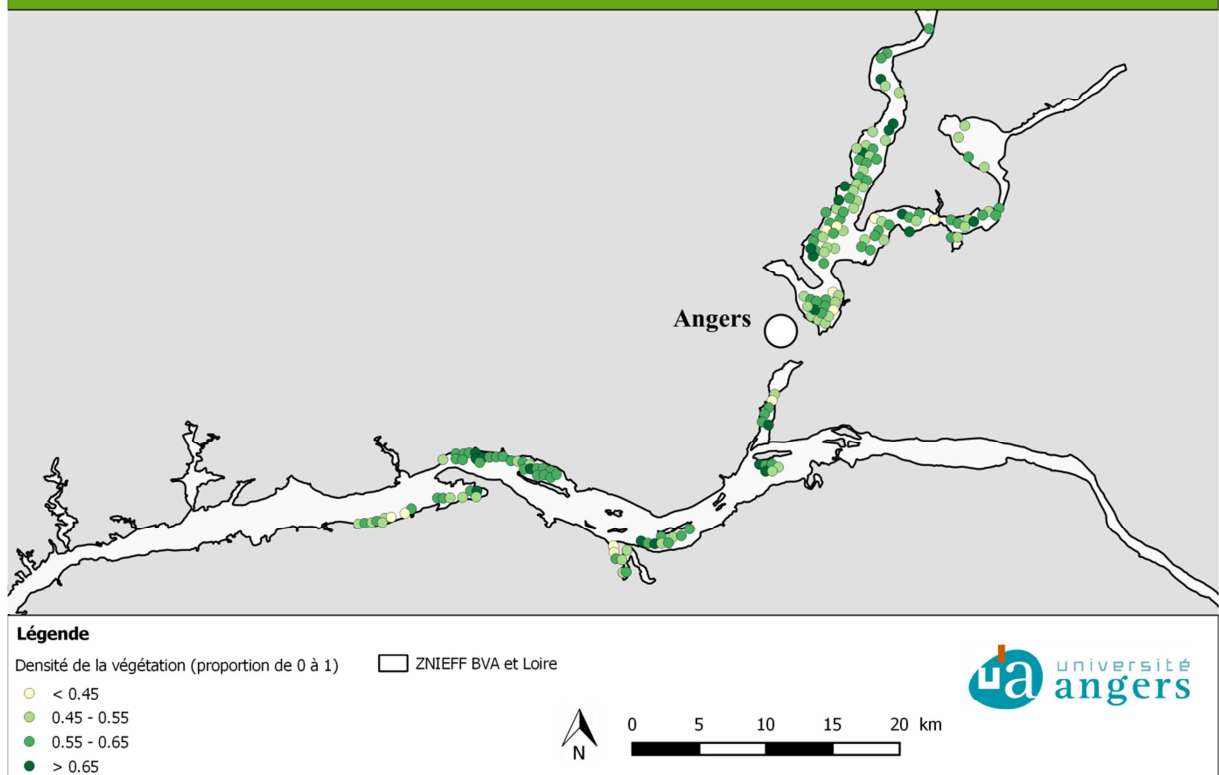 Angers
Légende
Densité de la végétation (proportion de 0 à 1)
ZNIEFF BVA et Loire
< 0.45
0.45 - 0.55
0.55 - 0.65
> 0.65
N
0 5 10 15 20 km
ua université
angers